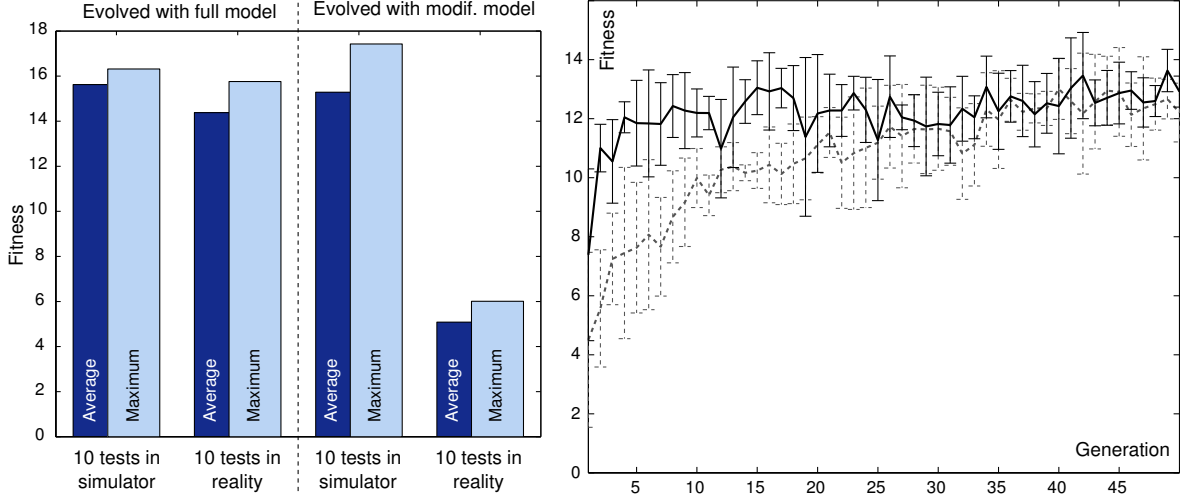 Evolved with full model
Evolved with modif. model
Fitness
18
16
14
12
10
8
6
4
2
0
Average
Maximum
Average
Maximum
Average
Maximum
Average
Maximum
10 tests in
simulator
10 tests in
reality
10 tests in
simulator
10 tests in
reality
Fitness
14
12
10
8
6
4
2
0
Generation
5
10
15
20
25
30
35
40
45